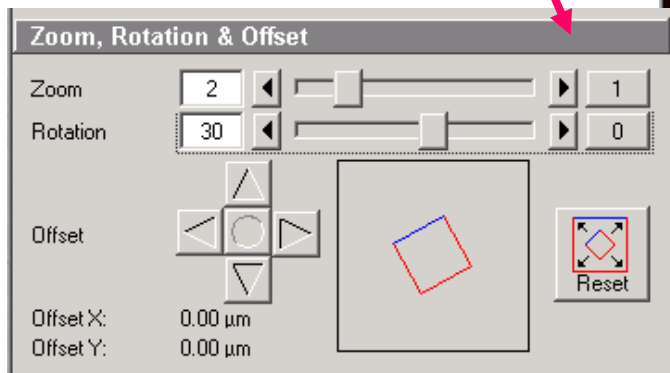 Zoom, Rotation & Offset
Zoom 2 1
Rotation 30 0
Offset
Reset
Offset X: 0.00 µm
Offset Y: 0.00 µm